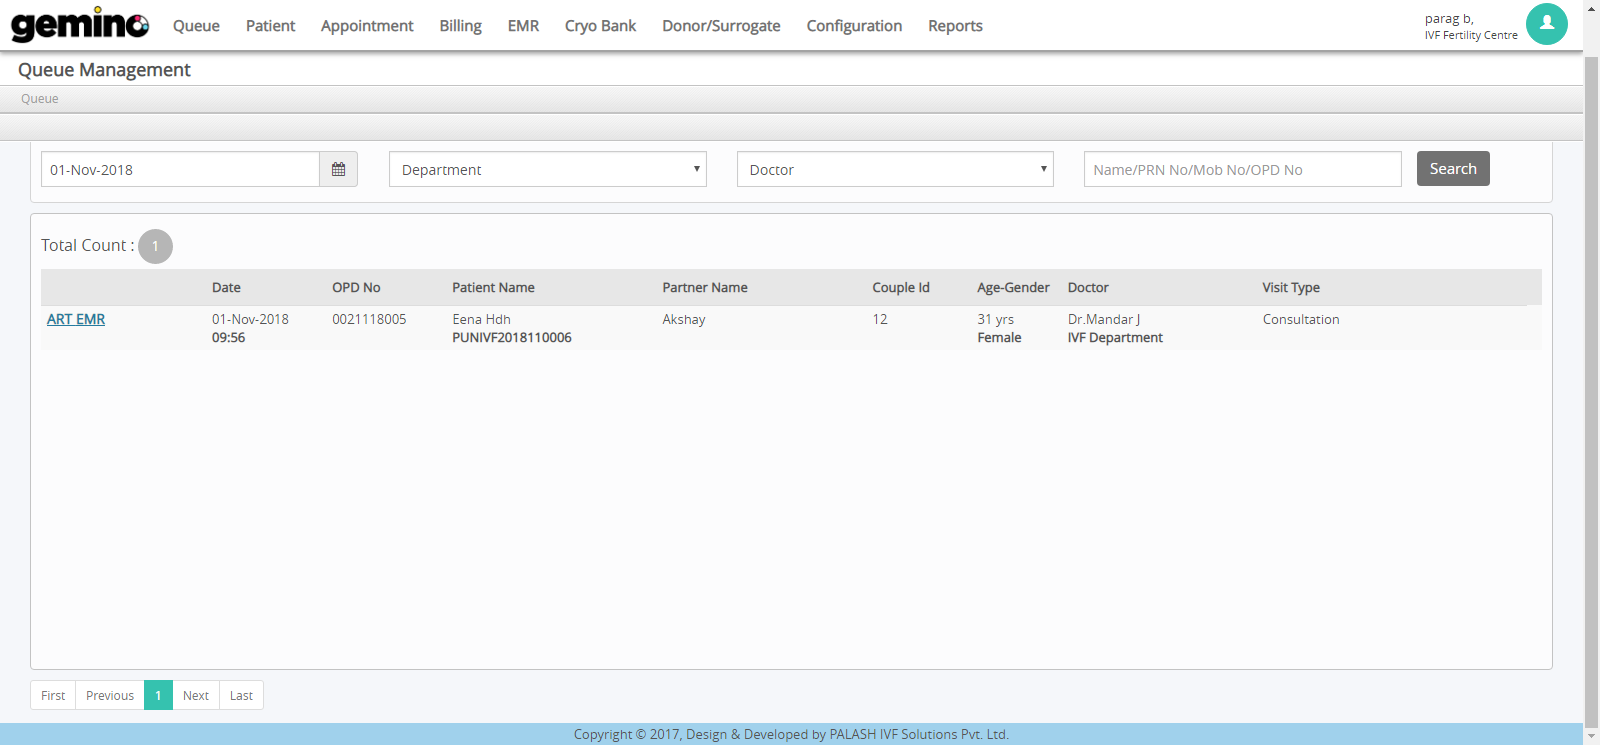 gemino Queue Patient Appointment Billing EMR Cryo Bank Donor/Surrogate Configuration Reports
parag b,
IVF Fertility Centre
Queue Management
Queue
01-Nov-2018 Department Doctor Name/PRN No/Mob No/OPD No Search
Total Count : 1
Date OPD No Patient Name Partner Name Couple Id Age-Gender Doctor Visit Type
ART EMR 01-Nov-2018 0021118005 Eena Hdh Akshay 12 31 yrs Dr.Mandar J Consultation
09:56 PUNIVF2018110006 Female IVF Department
First Previous 1 Next Last
Copyright © 2017, Design & Developed by PALASH IVF Solutions Pvt. Ltd.